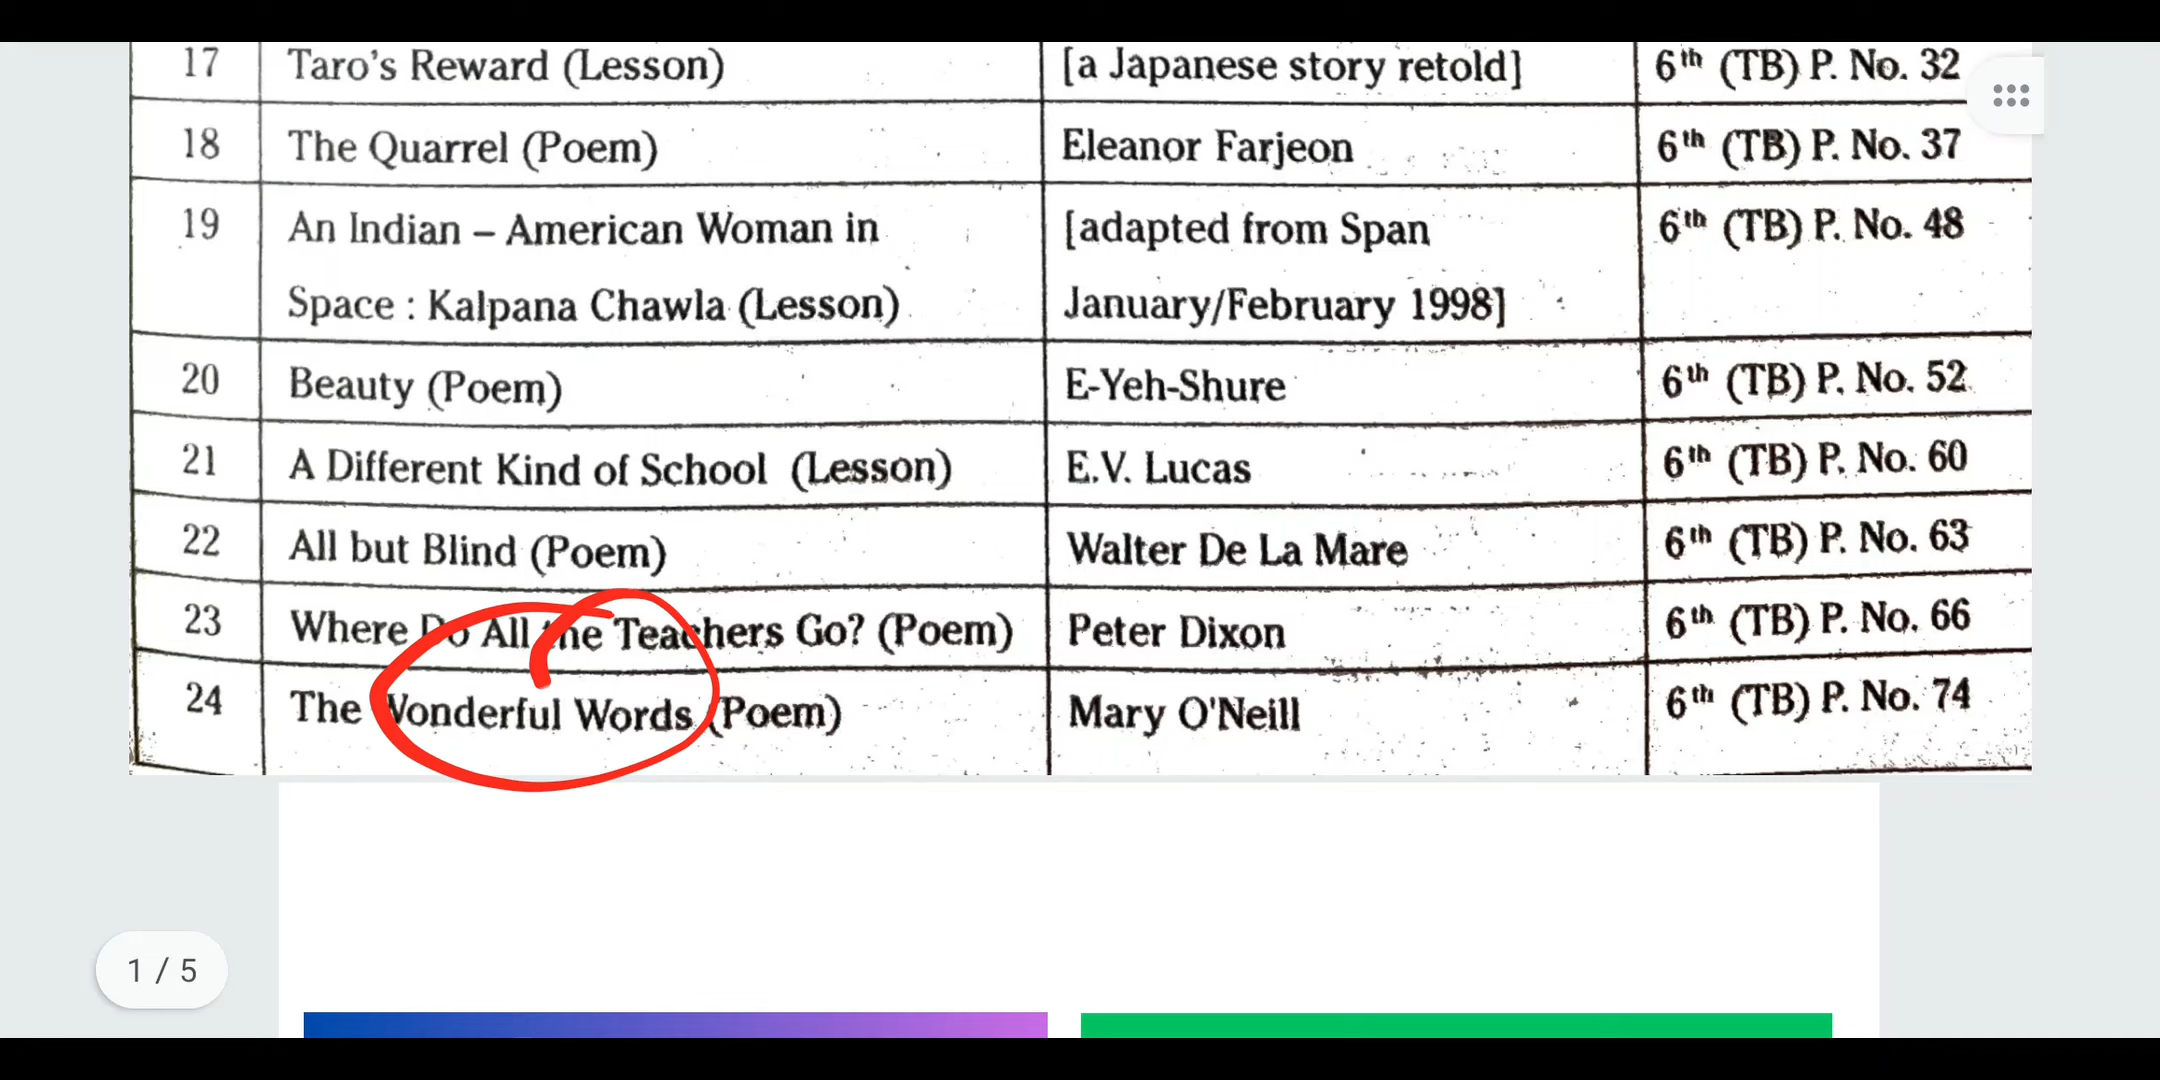 17 Taro's Reward (Lesson) [a Japanese story retold] 6th (TB) P. No. 32
18 The Quarrel (Poem) Eleanor Farjeon 6th (TB) P. No. 37
19 An Indian – American Woman in [adapted from Span 6th (TB) P. No. 48
Space : Kalpana Chawla (Lesson) January/February 1998]
20 Beauty (Poem) E-Yeh-Shure 6th (TB) P. No. 52
21 A Different Kind of School (Lesson) E.V. Lucas 6th (TB) P. No. 60
22 All but Blind (Poem) Walter De La Mare 6th (TB) P. No. 63
23 Where Do All the Teachers Go? (Poem) Peter Dixon 6th (TB) P. No. 66
24 The Wonderful Words (Poem) Mary O'Neill 6th (TB) P. No. 74
1 / 5